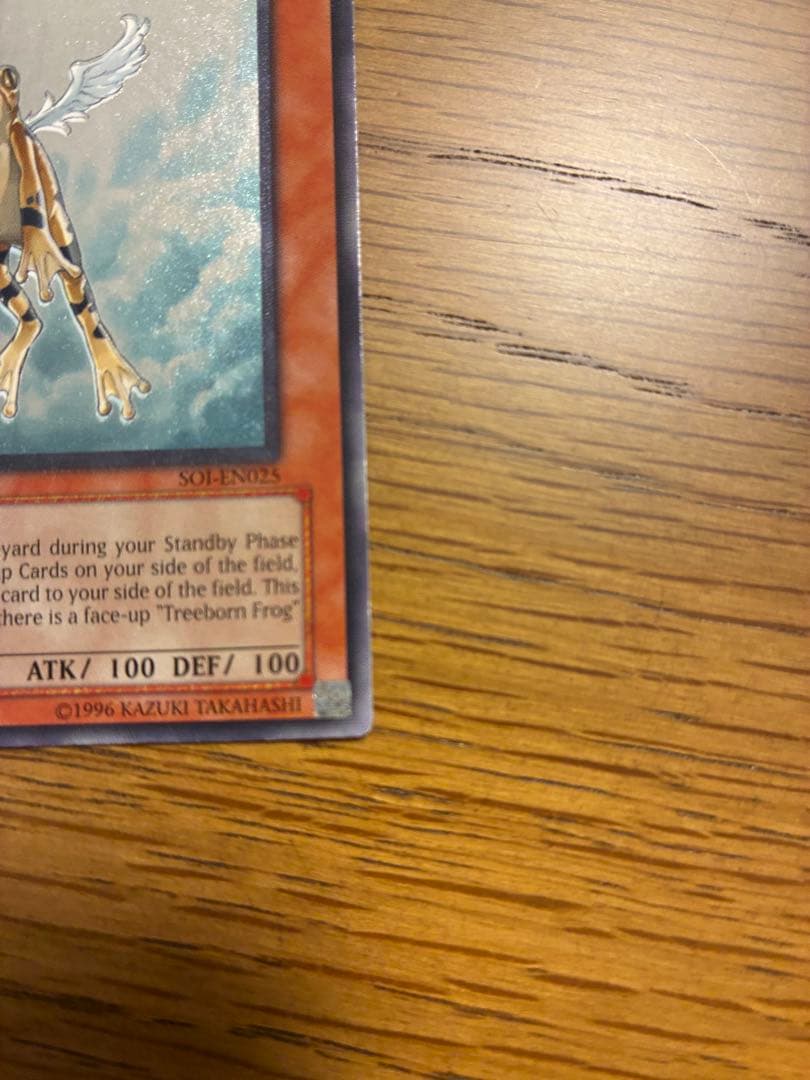 SOI-EN025
yard during your Standby Phase
p Cards on your side of the field,
card to your side of the field. This
here is a face-up "Treeborn Frog"
ATK/ 100 DEF/ 100
©1996 KAZUKI TAKAHASHI